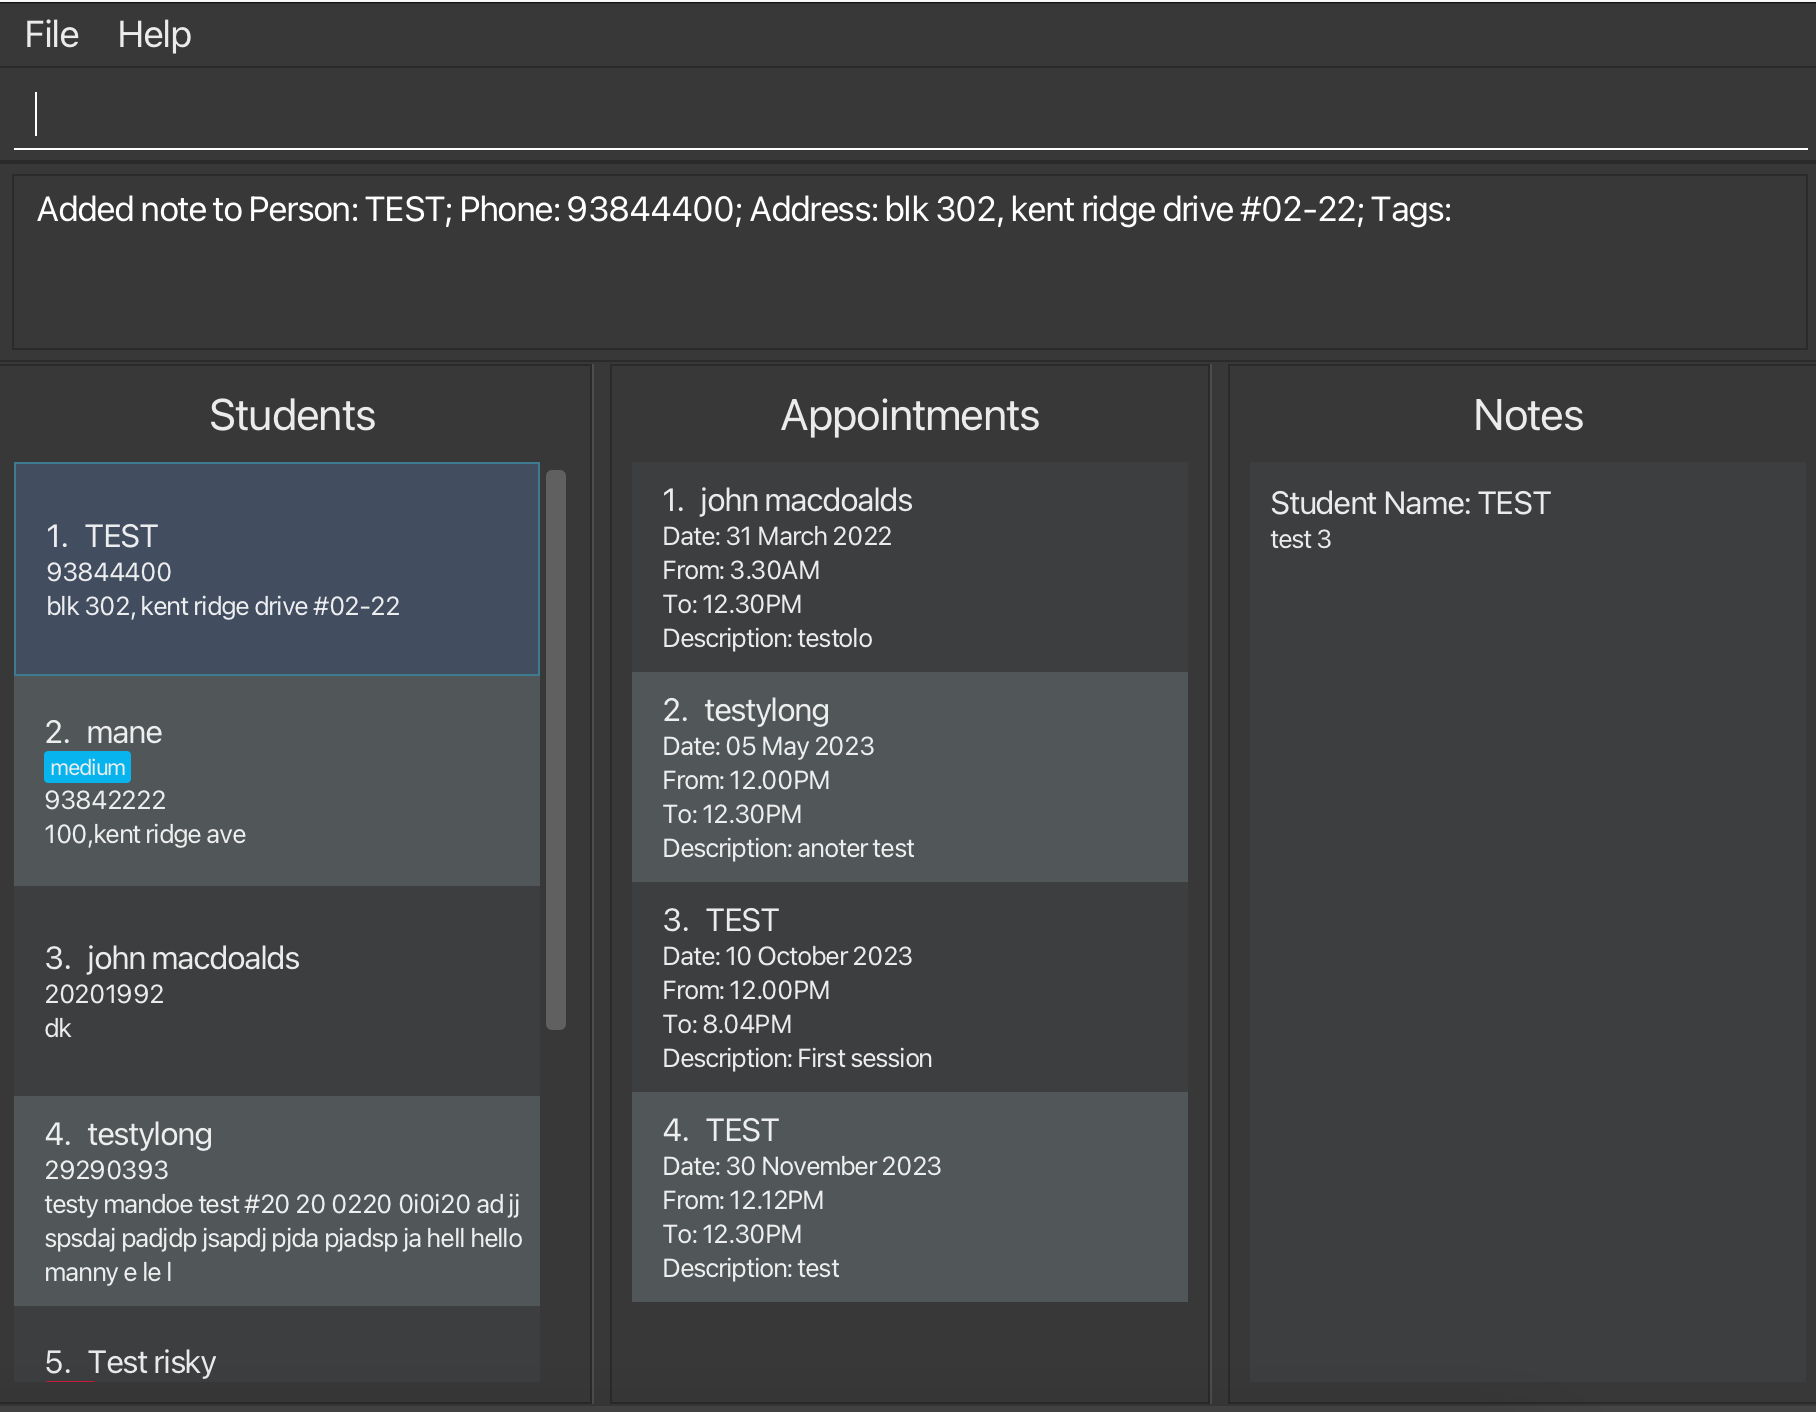 File Help
Added note to Person: TEST; Phone: 93844400; Address: blk 302, kent ridge drive #02-22; Tags:
Students
1. TEST
93844400
blk 302, kent ridge drive #02-22
2. mane
medium
93842222
100,kent ridge ave
3. john macdoalds
20201992
dk
4. testylong
29290393
testy mandoe test #20 20 0220 0i0i20 ad jj
spsdaj padjdp jsapdj pjda pjadsp ja hell hello
manny e le l
5. Test risky
Appointments
1. john macdoalds
Date: 31 March 2022
From: 3.30AM
To: 12.30PM
Description: testolo
2. testylong
Date: 05 May 2023
From: 12.00PM
To: 12.30PM
Description: anoter test
3. TEST
Date: 10 October 2023
From: 12.00PM
To: 8.04PM
Description: First session
4. TEST
Date: 30 November 2023
From: 12.12PM
To: 12.30PM
Description: test
Notes
Student Name: TEST
test 3